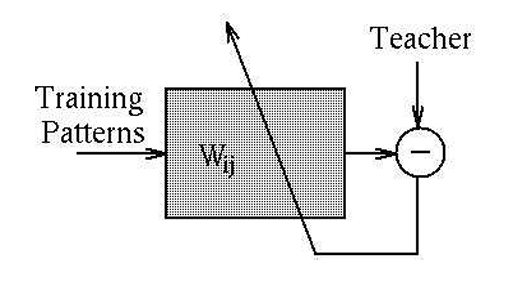 Teacher
Training
Patterns
Wij
−